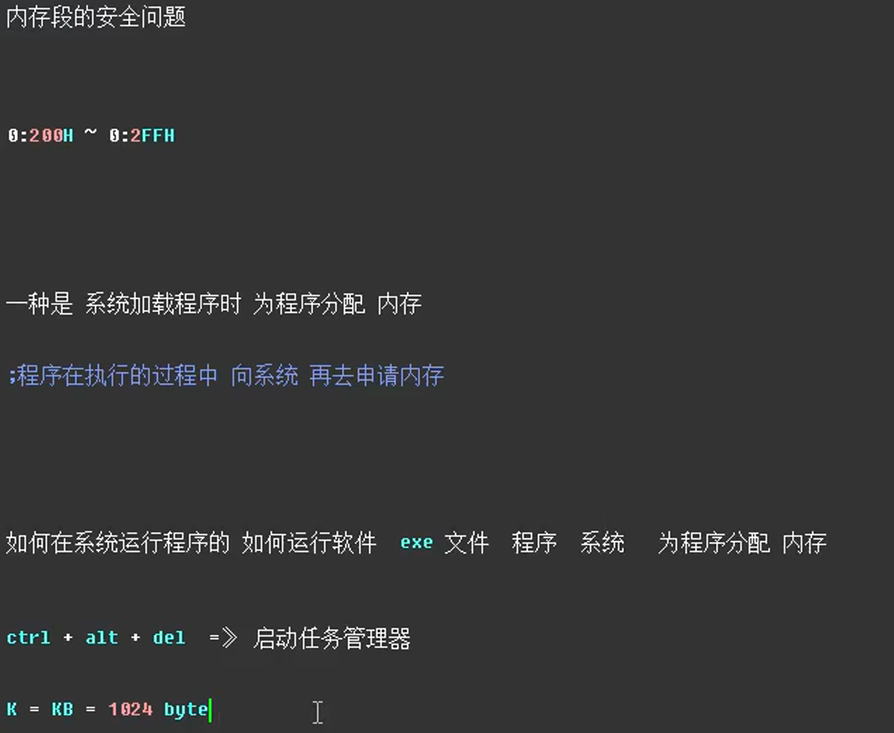 内存段的安全问题
0:200H ~ 0:2FFH
一种是 系统加载程序时 为程序分配 内存
;程序在执行的过程中 向系统 再去申请内存
如何在系统运行程序的 如何运行软件 exe 文件 程序 系统 为程序分配 内存
ctrl + alt + del =》 启动任务管理器
K = KB = 1024 byte